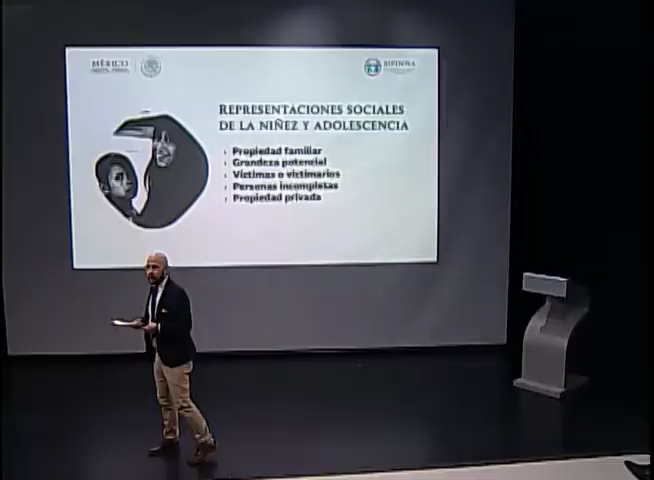 MÉXICO
SIPINNA
REPRESENTACIONES SOCIALES
DE LA NIÑEZ Y ADOLESCENCIA
Propiedad familiar
Grandeza potencial
Víctimas o victimarios
Personas incompletas
Propiedad privada